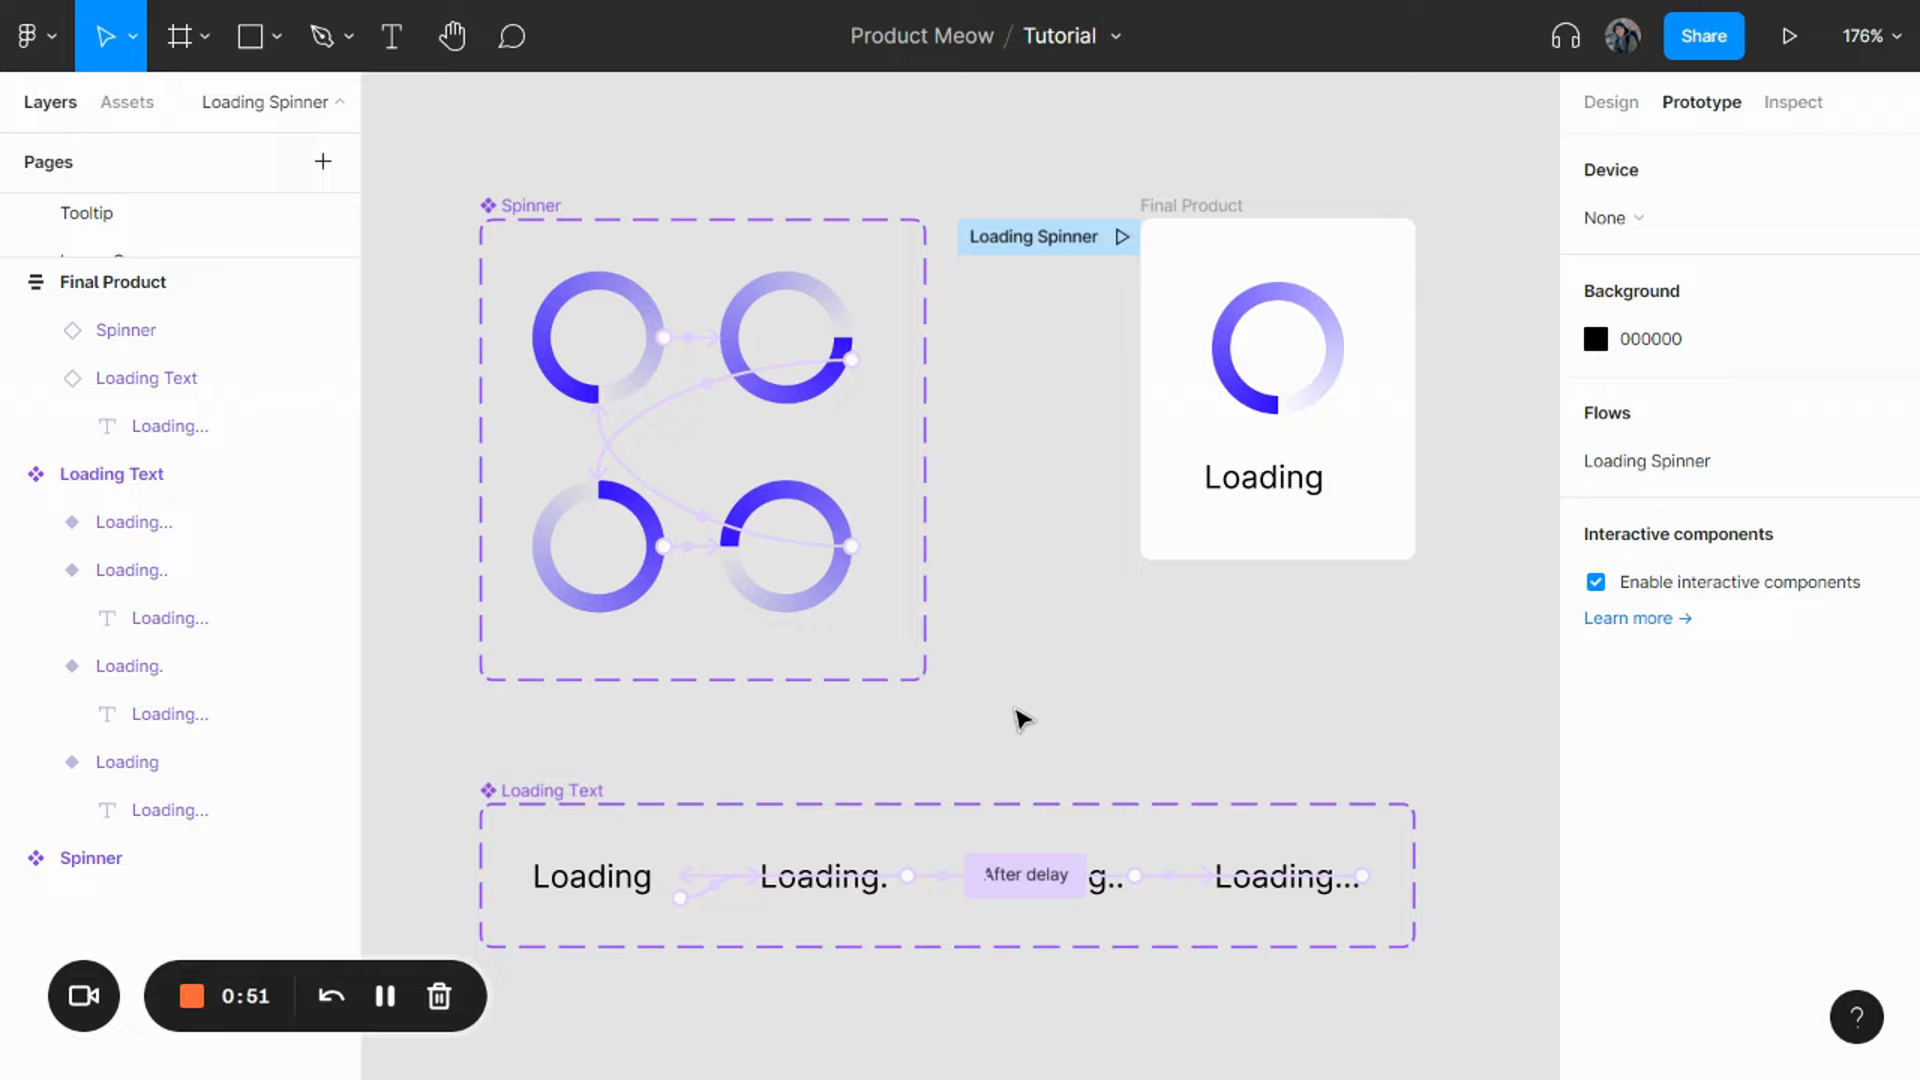 Product Meow / Tutorial
Share
176%
Layers
Assets
Loading Spinner
Pages
Tooltip
Final Product
Spinner
Loading Text
Loading...
Loading Text
Loading...
Loading..
Loading...
Loading.
Loading...
Loading
Loading...
Spinner
0:51
Spinner
Loading Spinner
Final Product
Loading
Loading Text
Loading
Loading.
After delay
g..
Loading...
Design
Prototype
Inspect
Device
None
Background
000000
Flows
Loading Spinner
Interactive components
Enable interactive components
Learn more →
?